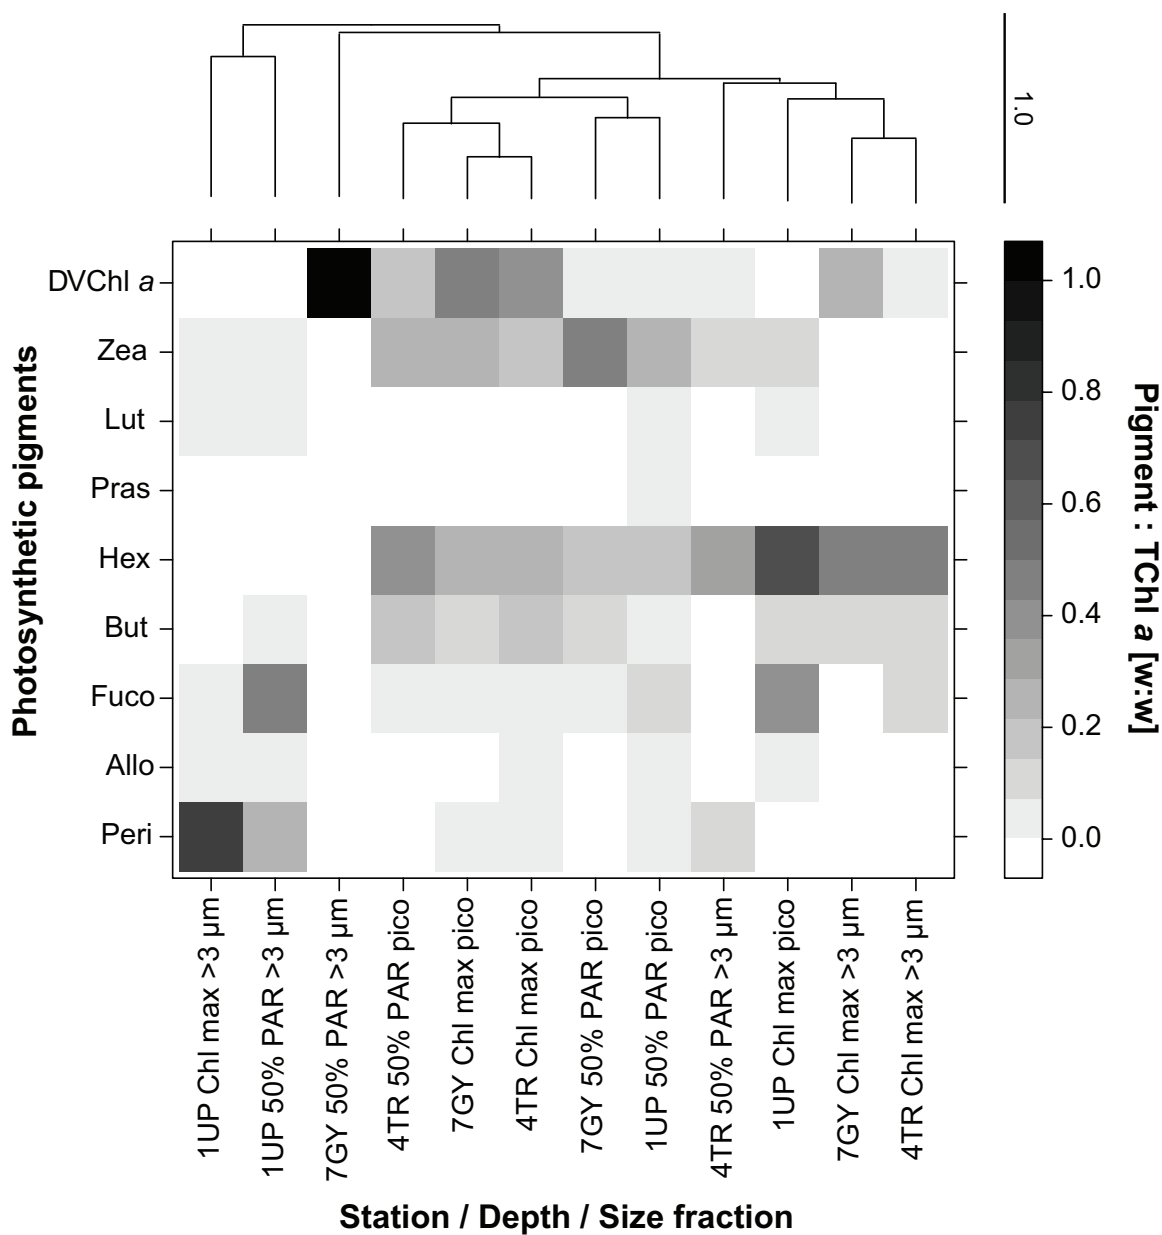 1.0
DVChl a
Zea
Lut
Pras
Hex
But
Fuco
Allo
Peri
Photosynthetic pigments
1.0
0.8
0.6
0.4
0.2
0.0
Pigment : TChl a [w:w]
1UP Chl max >3 µm
1UP 50% PAR >3 µm
7GY 50% PAR >3 µm
4TR 50% PAR pico
7GY Chl max pico
4TR Chl max pico
7GY 50% PAR pico
1UP 50% PAR pico
4TR 50% PAR >3 µm
1UP Chl max pico
7GY Chl max >3 µm
4TR Chl max >3 µm
Station / Depth / Size fraction